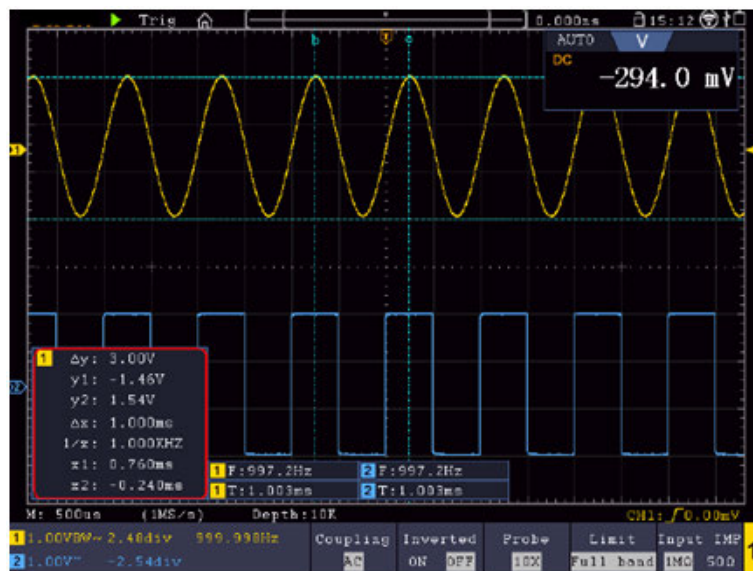 Trig 0.000ns 15:12
AUTO V
DC
-294.0 mV
b a
1
2
1
Δy: 3.00V
y1: -1.46V
y2: 1.54V
Δx: 1.000ms
1/x: 1.000KHZ
x1: 0.760ms
x2: -0.240ms
1 F:997.2Hz 2 F:997.2Hz
1 T:1.003ms 2 T:1.003ms
M: 500us (1MS/s) Depth:10K CH1: 0.00mV
1 1.00VBW~ 2.48div 999.998Hz Coupling Inverted Probe Limit Input IMP
2 1.00V -2.54div AC ON OFF 10X Full band 1MΩ 50Ω
1